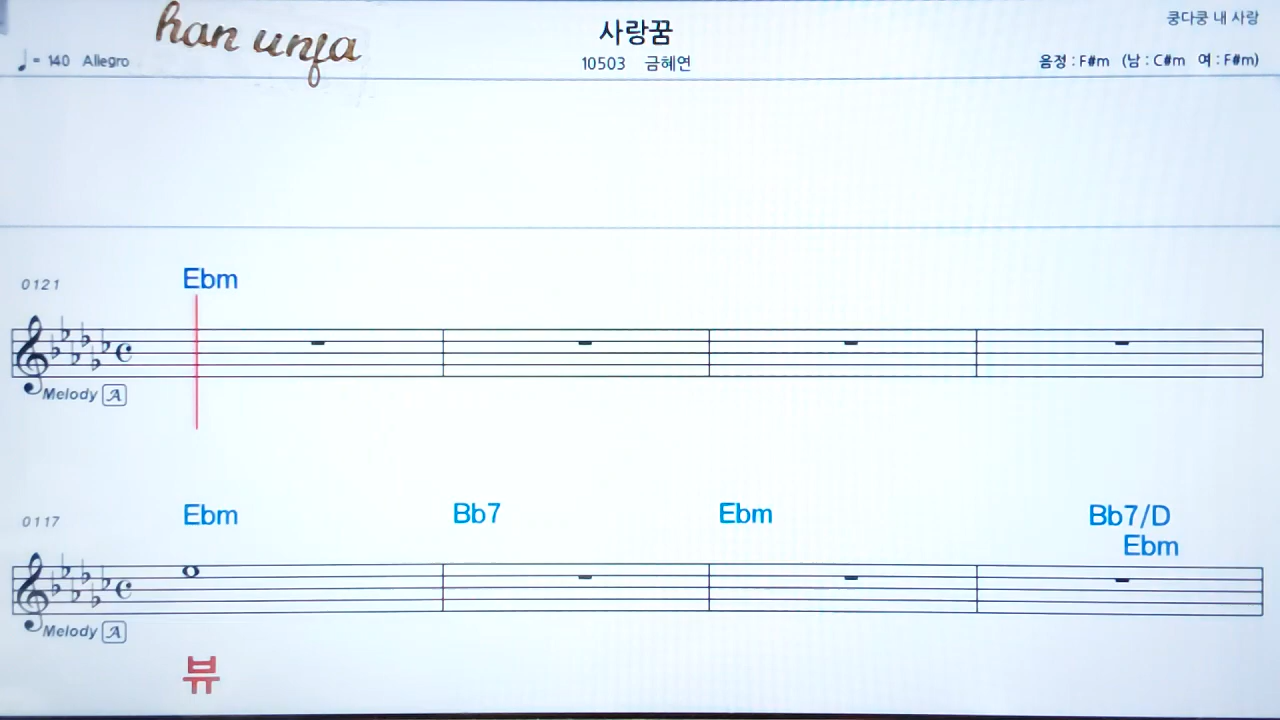 han unfa
사랑꿈
쿵다쿵 내 사랑
♩= 140 Allegro
10503 금혜연
음정 : F#m (남 : C#m 여 : F#m)
0121 Ebm
Melody A
0117 Ebm Bb7 Ebm Bb7/D
Ebm
Melody A
뷰